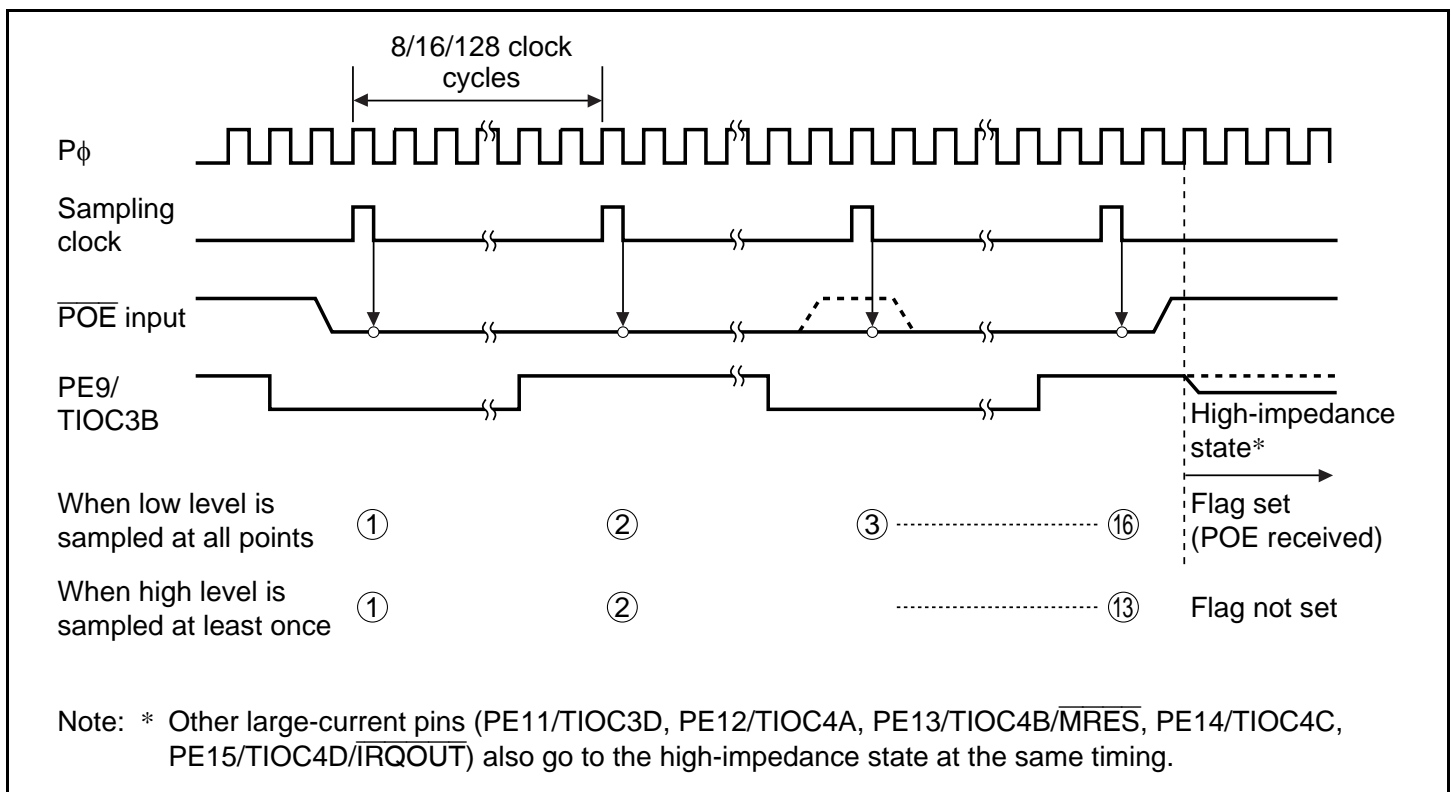 8/16/128 clock
cycles
Pϕ
Sampling
clock
P̅O̅E̅ input
PE9/
TIOC3B
High-impedance
state*
When low level is
sampled at all points
① ② ③ ⑯
Flag set
(POE received)
When high level is
sampled at least once
① ② ⑬
Flag not set
Note: * Other large-current pins (PE11/TIOC3D, PE12/TIOC4A, PE13/TIOC4B/M̅R̅E̅S̅, PE14/TIOC4C,
PE15/TIOC4D/I̅R̅Q̅O̅U̅T̅) also go to the high-impedance state at the same timing.